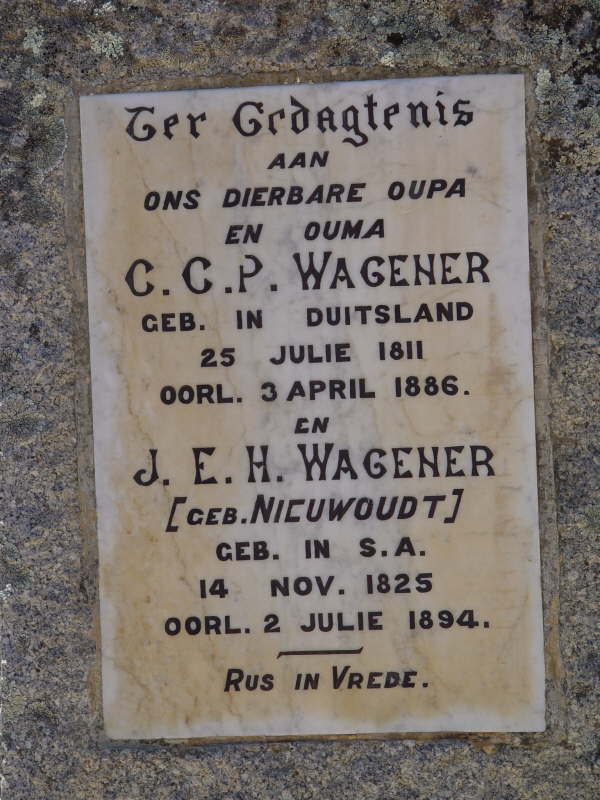 Ter Gedagtenis
AAN
ONS DIERBARE OUPA
EN OUMA
C. C. P. WAGENER
GEB. IN DUITSLAND
25 JULIE 1811
OORL. 3 APRIL 1886.
EN
J. E. H. WAGENER
[GEB. NIEUWOUDT]
GEB. IN S.A.
14 NOV. 1825
OORL. 2 JULIE 1894.
RUS IN VREDE.